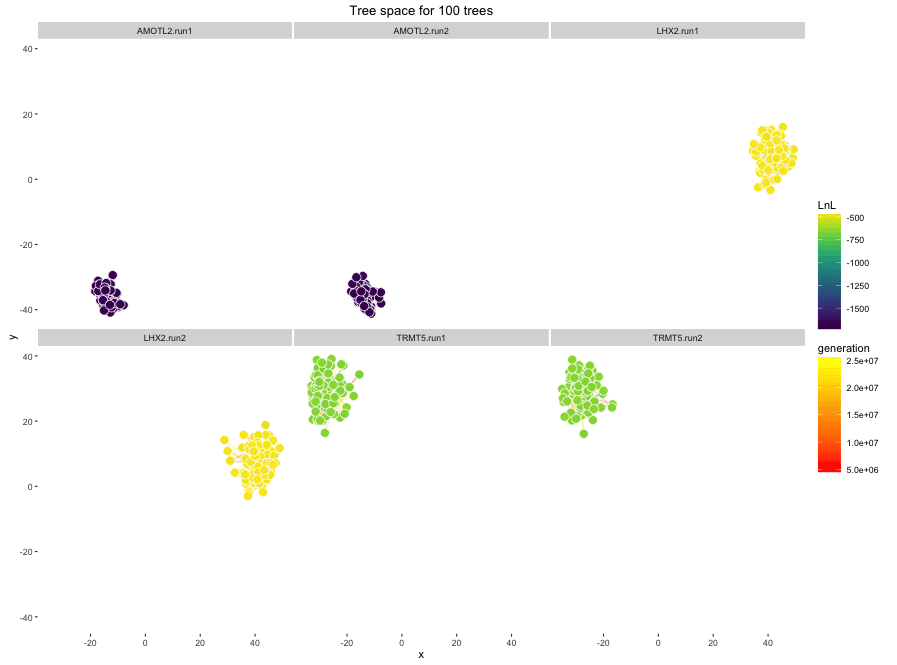 Tree space for 100 trees
AMOTL2.run1 AMOTL2.run2 LHX2.run1
40
20
0
-20
-40
y
LHX2.run2 TRMT5.run1 TRMT5.run2
40
20
0
-20
-40
-20 0 20 40 -20 0 20 40 -20 0 20 40
x
LnL
-500
-750
-1000
-1250
-1500
generation
2.5e+07
2.0e+07
1.5e+07
1.0e+07
5.0e+06